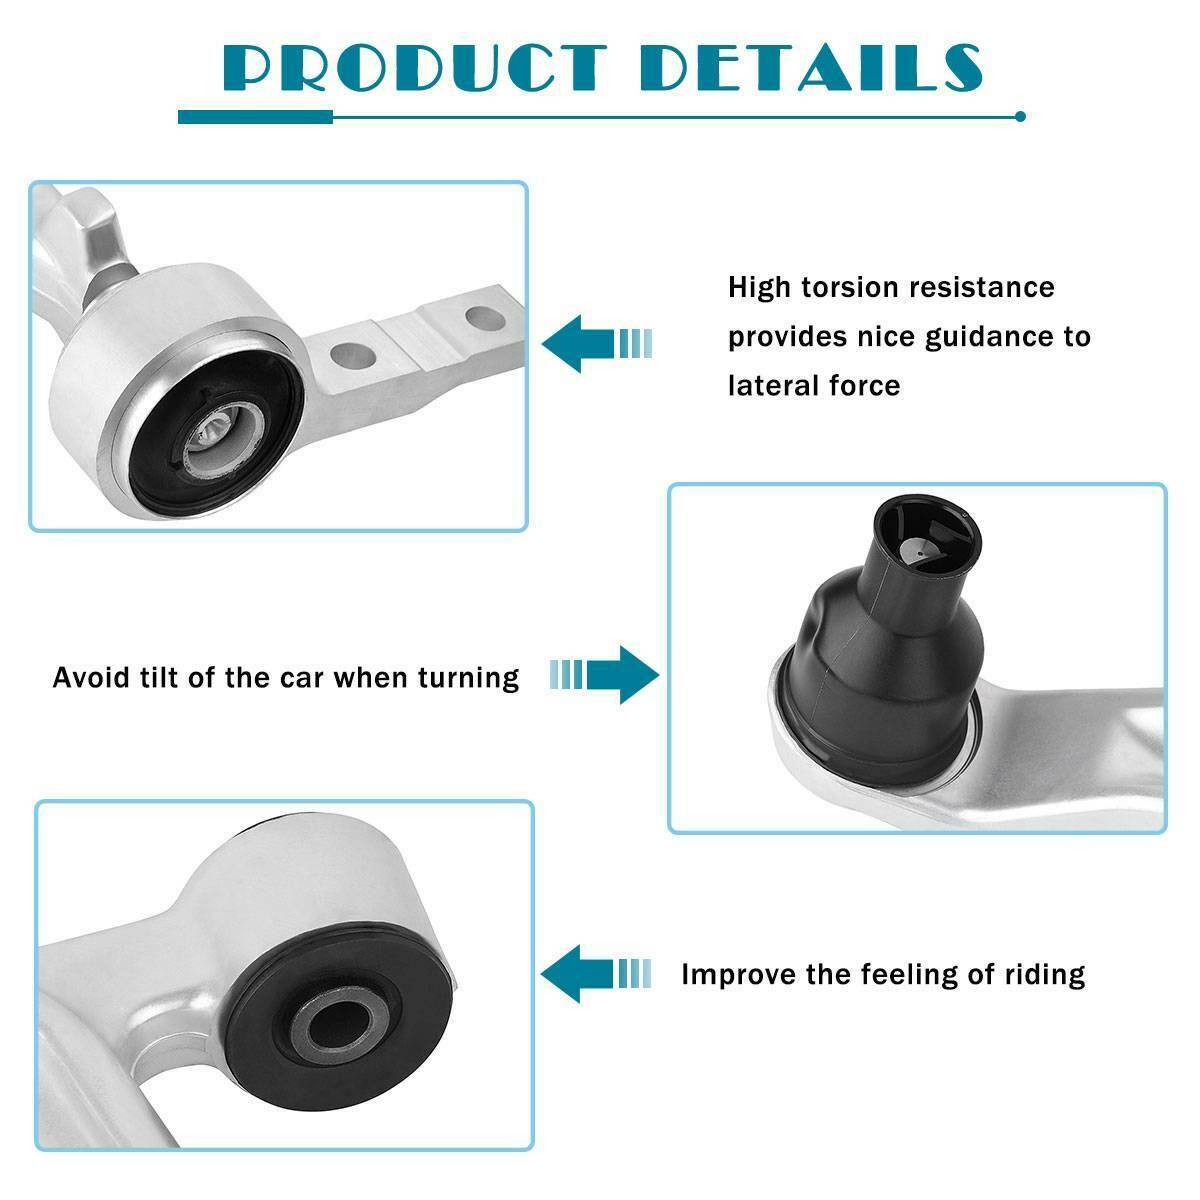 PRODUCT DETAILS
High torsion resistance
provides nice guidance to
lateral force
Avoid tilt of the car when turning
Improve the feeling of riding